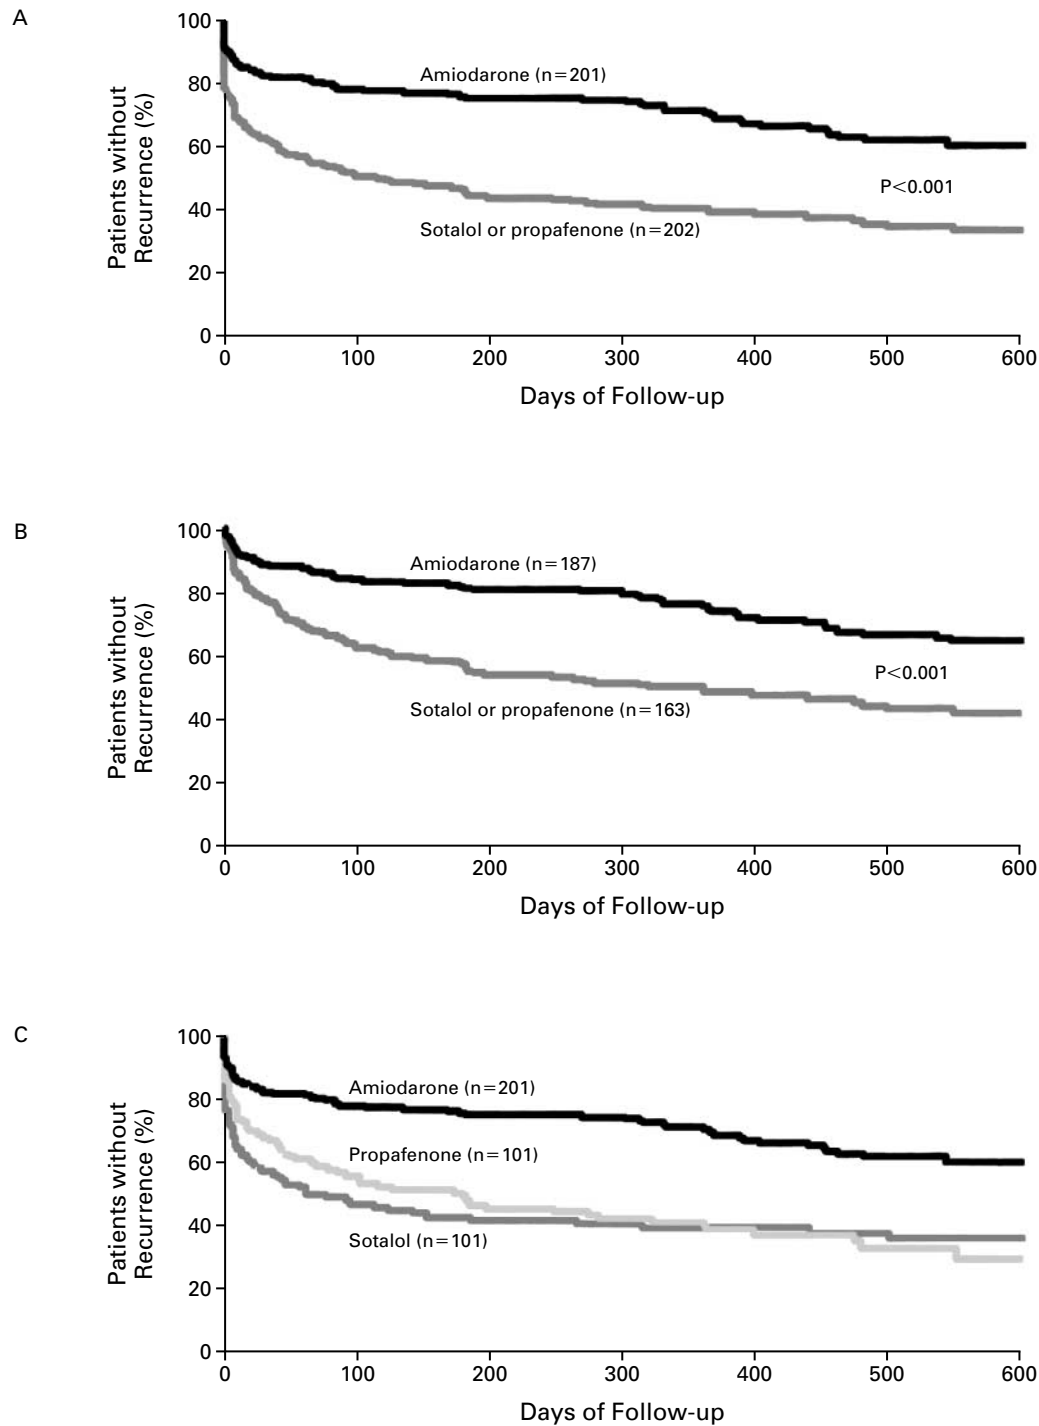 A
Patients without
Recurrence (%)
100
80
60
40
20
0
Amiodarone (n=201)
P<0.001
Sotalol or propafenone (n=202)
0 100 200 300 400 500 600
Days of Follow-up
B
Patients without
Recurrence (%)
100
80
60
40
20
0
Amiodarone (n=187)
P<0.001
Sotalol or propafenone (n=163)
0 100 200 300 400 500 600
Days of Follow-up
C
Patients without
Recurrence (%)
100
80
60
40
20
0
Amiodarone (n=201)
Propafenone (n=101)
Sotalol (n=101)
0 100 200 300 400 500 600
Days of Follow-up